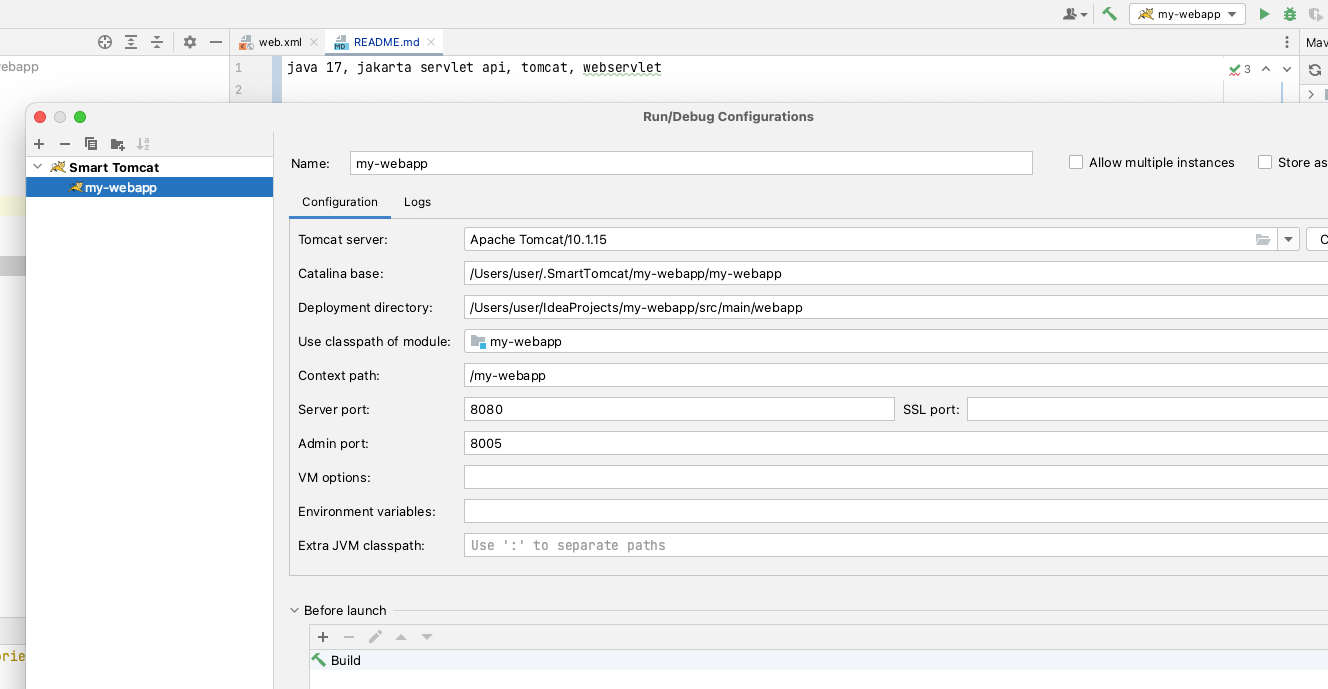 my-webapp
web.xml
README.md
Mav
ebapp
1
java 17, jakarta servlet api, tomcat, webservlet
3
2
Run/Debug Configurations
Smart Tomcat
my-webapp
Name:
my-webapp
Allow multiple instances
Store as
Configuration
Logs
Tomcat server:
Apache Tomcat/10.1.15
C
Catalina base:
/Users/user/.SmartTomcat/my-webapp/my-webapp
Deployment directory:
/Users/user/IdeaProjects/my-webapp/src/main/webapp
Use classpath of module:
my-webapp
Context path:
/my-webapp
Server port:
8080
SSL port:
Admin port:
8005
VM options:
Environment variables:
Extra JVM classpath:
Use ':' to separate paths
Before launch
Build
orie